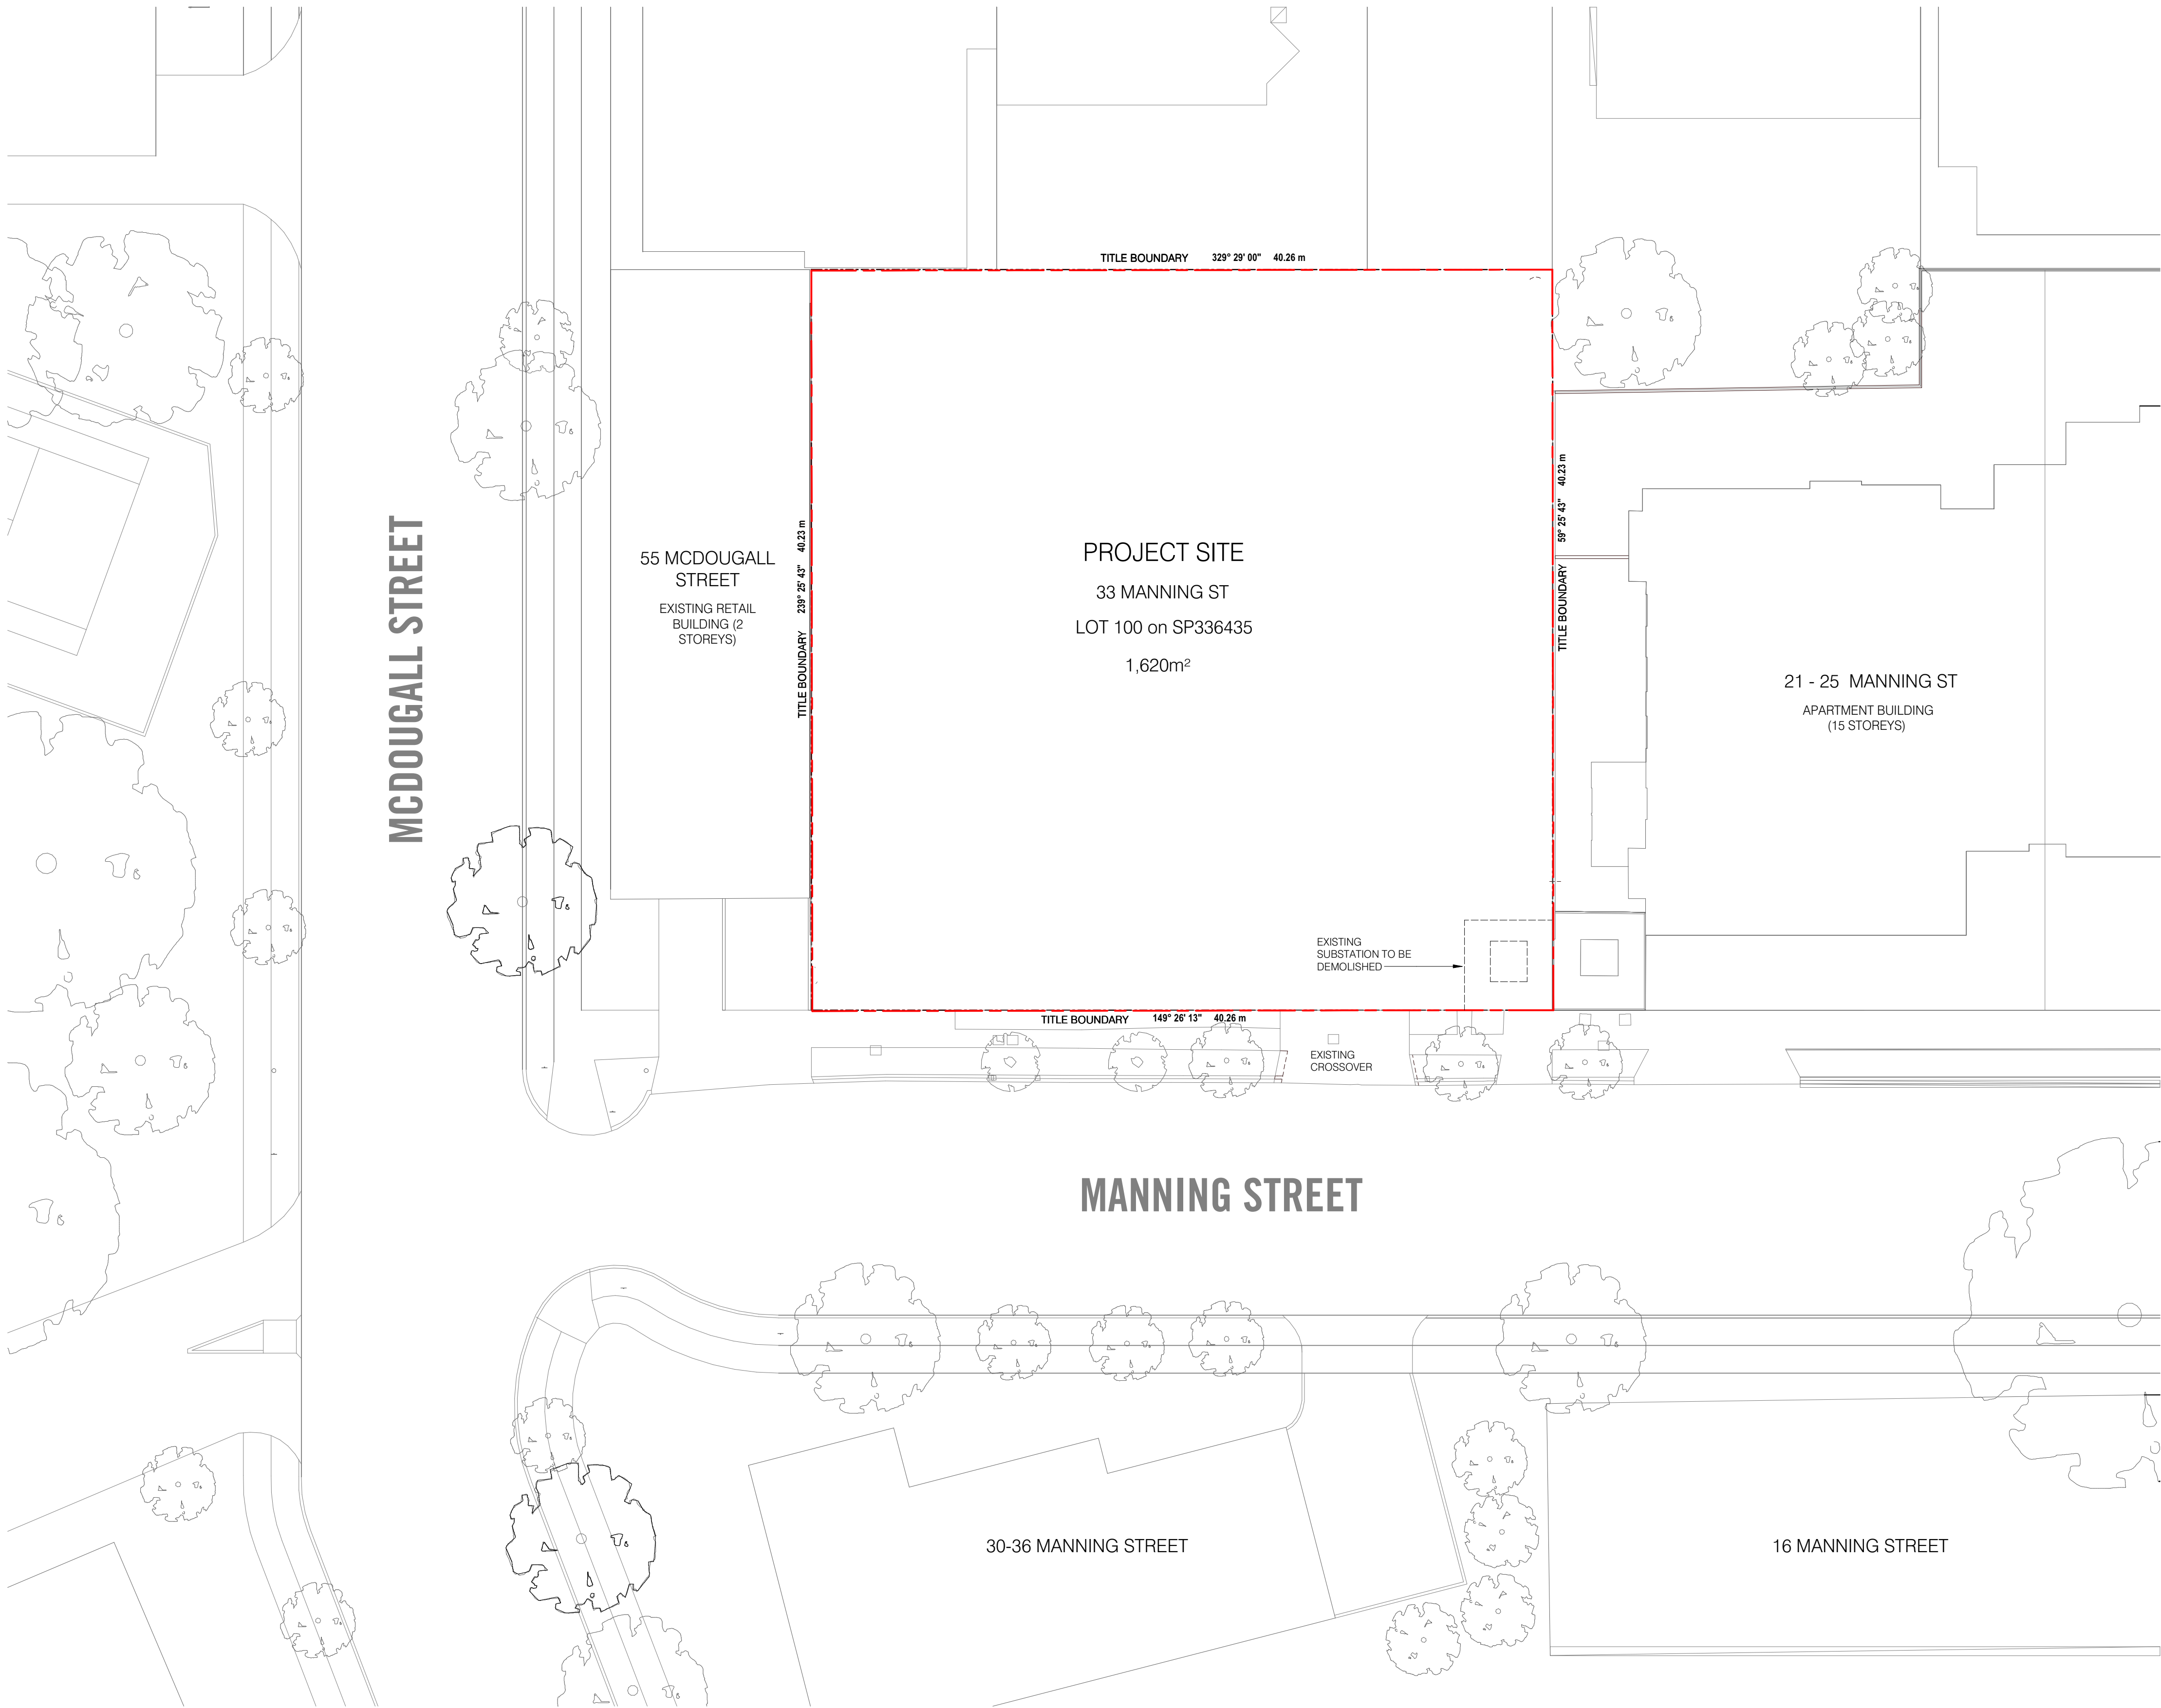 TITLE BOUNDARY 329° 29' 00" 40.26 m
MCDOUGALL STREET
55 MCDOUGALL
STREET
EXISTING RETAIL
BUILDING (2
STOREYS)
TITLE BOUNDARY 239° 25' 43" 40.23 m
PROJECT SITE
33 MANNING ST
LOT 100 on SP336435
1,620m²
TITLE BOUNDARY 59° 25' 43" 40.23 m
21 - 25 MANNING ST
APARTMENT BUILDING
(15 STOREYS)
EXISTING
SUBSTATION TO BE
DEMOLISHED
TITLE BOUNDARY 149° 26' 13" 40.26 m
EXISTING
CROSSOVER
MANNING STREET
30-36 MANNING STREET
16 MANNING STREET